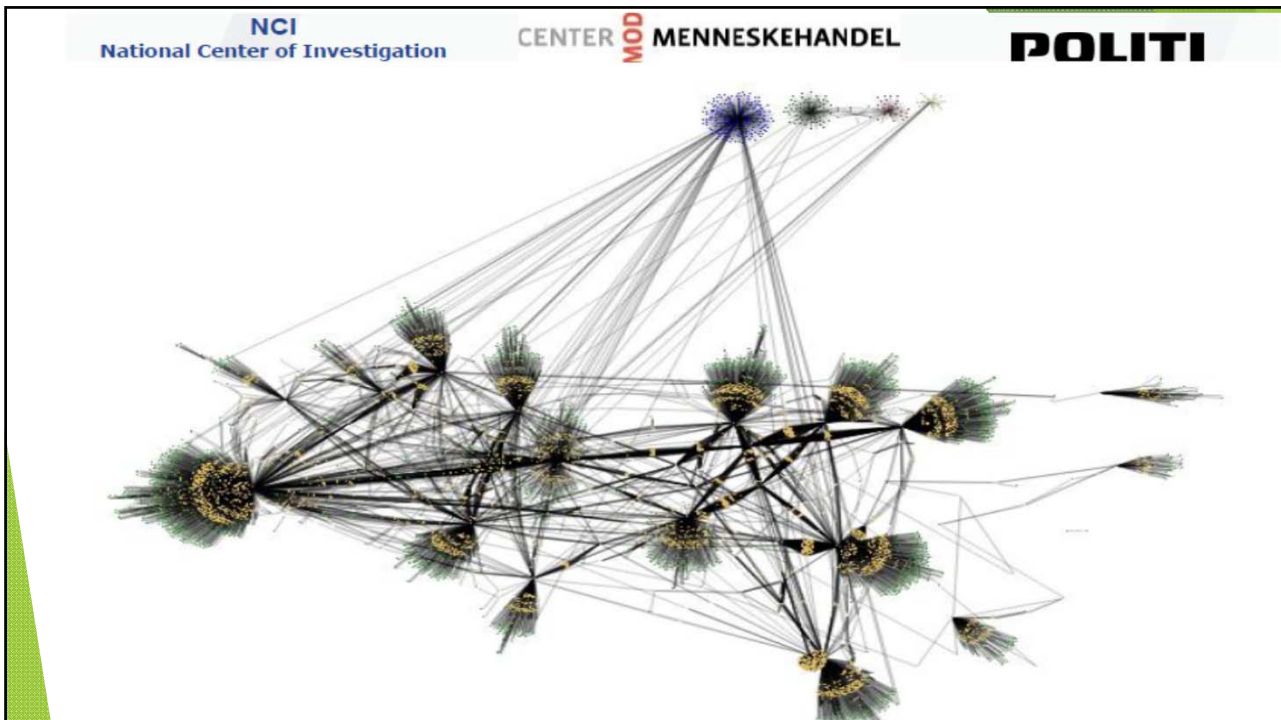 NCI
National Center of Investigation
CENTER MOD MENNESKEHANDEL
POLITI